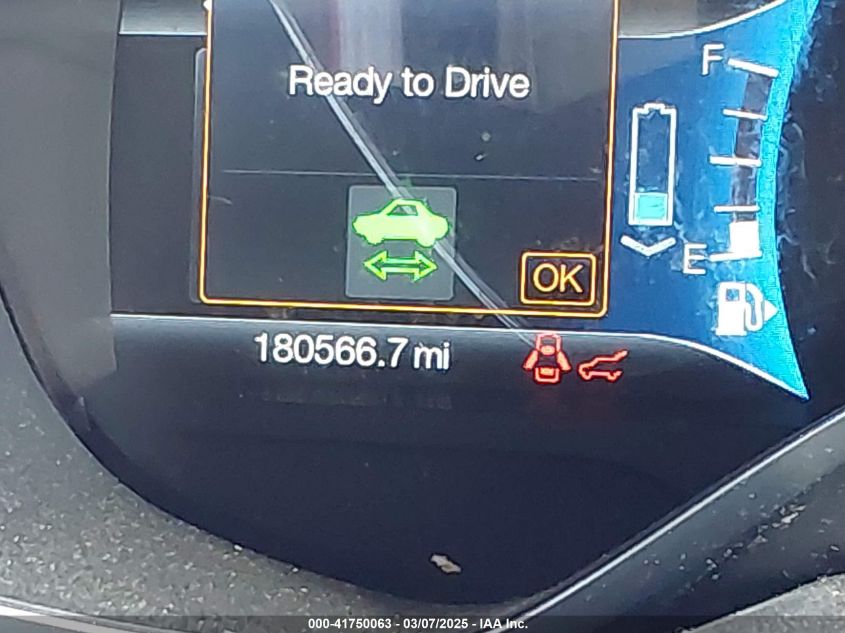 Ready to Drive
F
E
OK
180566.7 mi
000-41750063 - 03/07/2025 - IAA Inc.